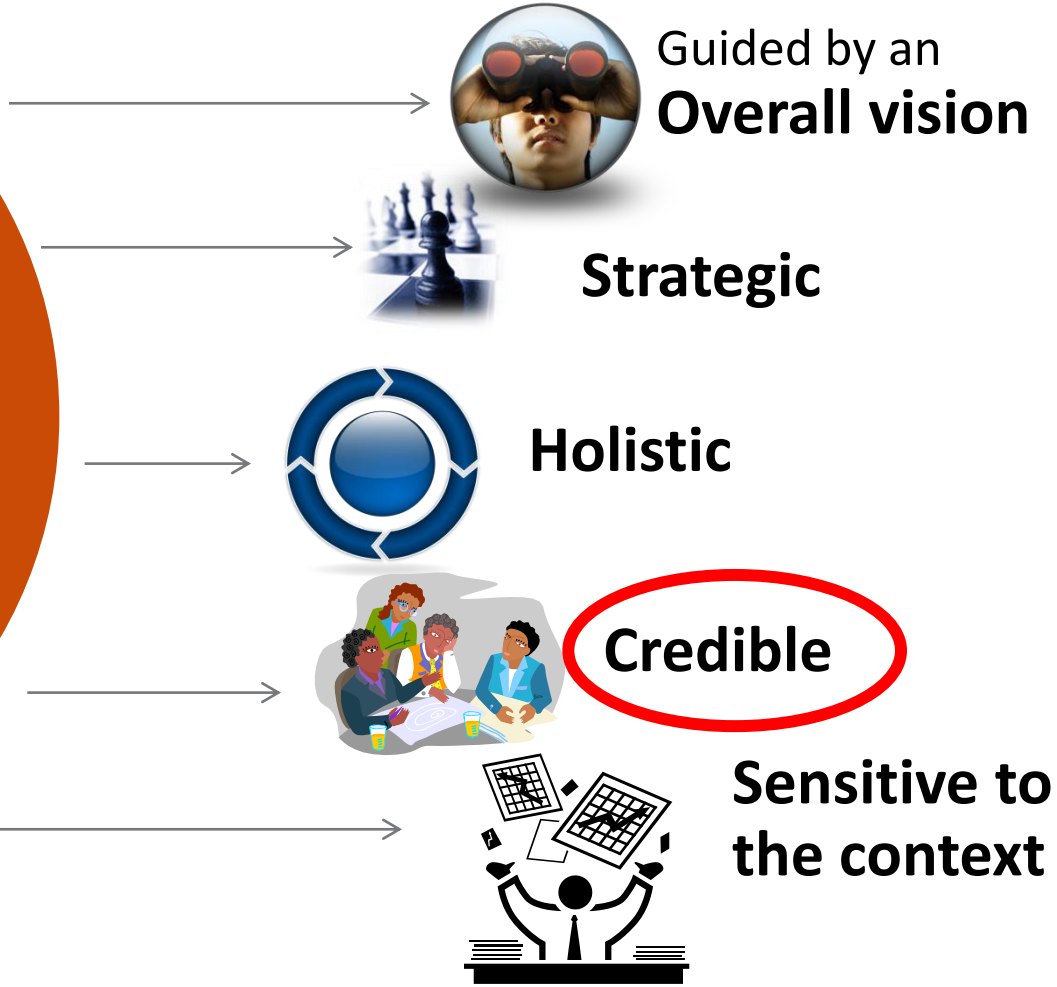 Guided by an
Overall vision
Strategic
Holistic
Credible
Sensitive to
the context